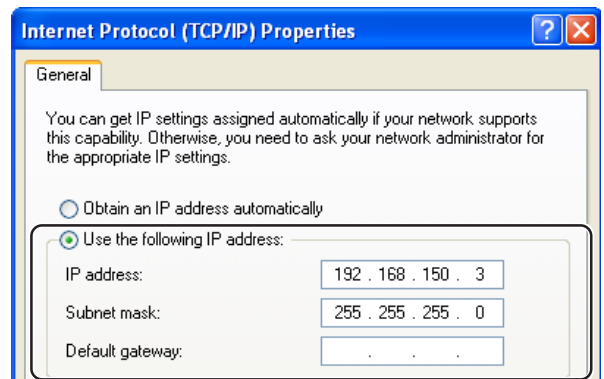 Internet Protocol (TCP/IP) Properties
General
You can get IP settings assigned automatically if your network supports
this capability. Otherwise, you need to ask your network administrator for
the appropriate IP settings.
Obtain an IP address automatically
Use the following IP address:
IP address: 192 . 168 . 150 . 3
Subnet mask: 255 . 255 . 255 . 0
Default gateway: . . .